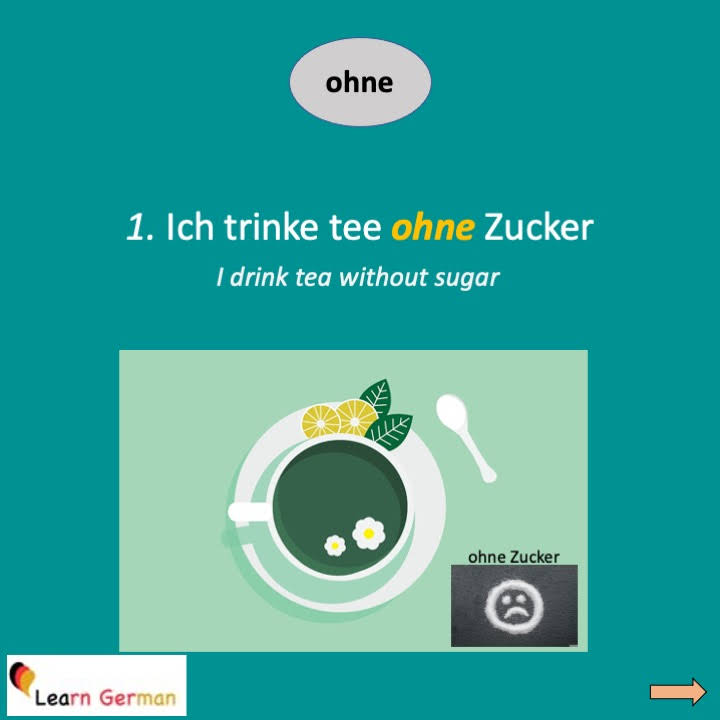 ohne
1. Ich trinke tee ohne Zucker
I drink tea without sugar
ohne Zucker
Learn German